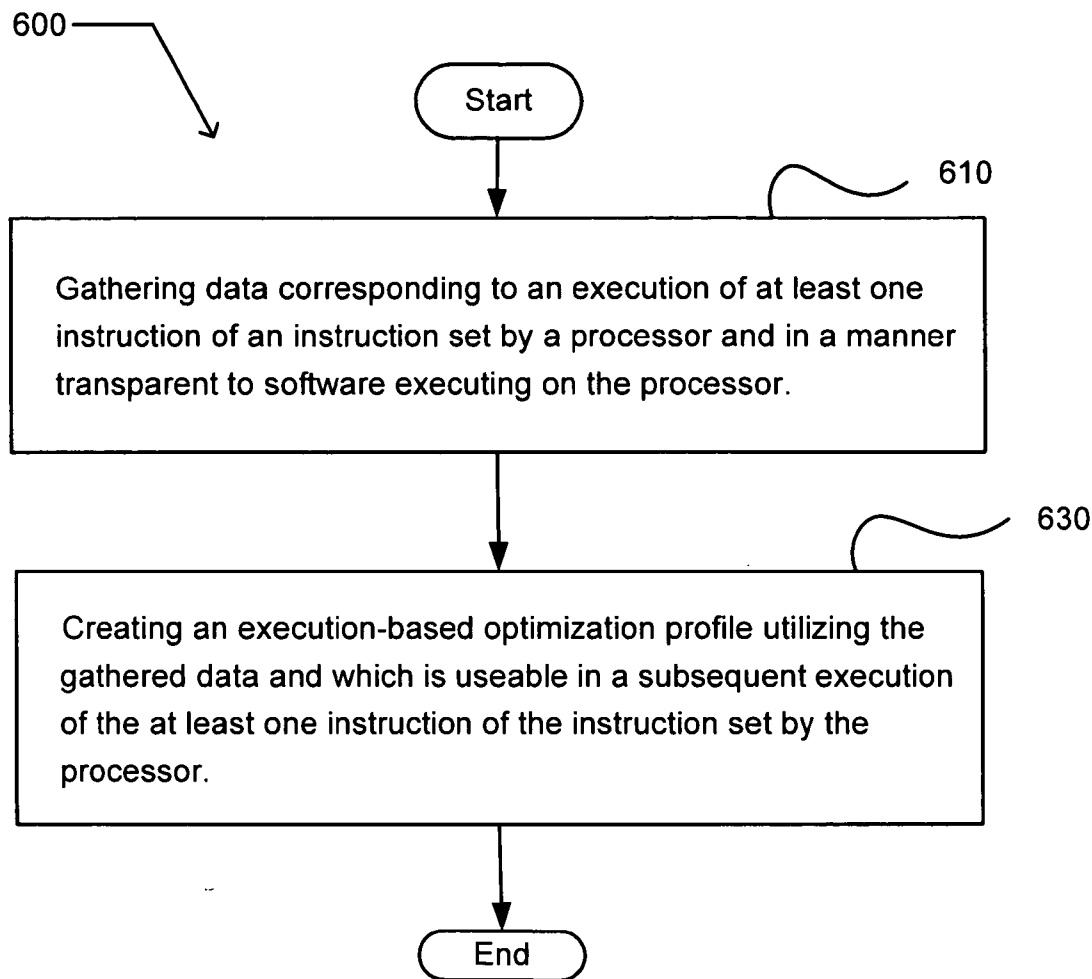 600
Start
610
Gathering data corresponding to an execution of at least one
instruction of an instruction set by a processor and in a manner
transparent to software executing on the processor.
630
Creating an execution-based optimization profile utilizing the
gathered data and which is useable in a subsequent execution
of the at least one instruction of the instruction set by the
processor.
End